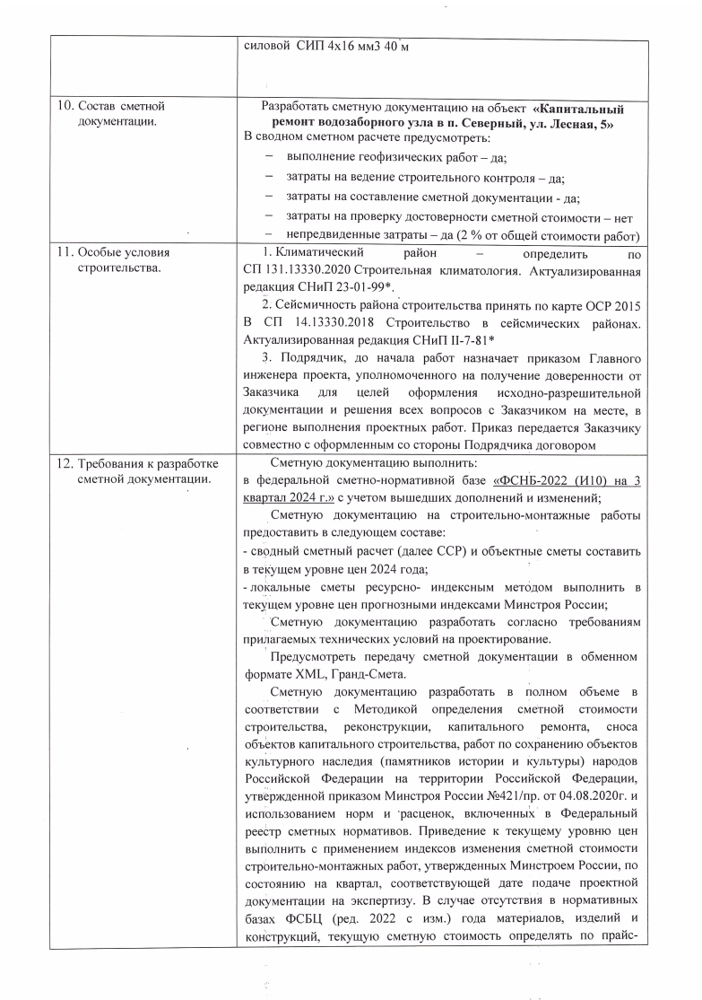 силовой СИП 4х16 мм3 40 м
10. Состав сметной
документации.
Разработать сметную документацию на объект «Капитальный
ремонт водозаборного узла в п. Северный, ул. Лесная, 5»
В сводном сметном расчете предусмотреть:
– выполнение геофизических работ – да;
– затраты на ведение строительного контроля – да;
– затраты на составление сметной документации - да;
– затраты на проверку достоверности сметной стоимости – нет
– непредвиденные затраты – да (2 % от общей стоимости работ)
11. Особые условия
строительства.
1. Климатический район – определить по
СП 131.13330.2020 Строительная климатология. Актуализированная
редакция СНиП 23-01-99*.
2. Сейсмичность района строительства принять по карте ОСР 2015
В СП 14.13330.2018 Строительство в сейсмических районах.
Актуализированная редакция СНиП II-7-81*
3. Подрядчик, до начала работ назначает приказом Главного
инженера проекта, уполномоченного на получение доверенности от
Заказчика для целей оформления исходно-разрешительной
документации и решения всех вопросов с Заказчиком на месте, в
регионе выполнения проектных работ. Приказ передается Заказчику
совместно с оформленным со стороны Подрядчика договором
12. Требования к разработке
сметной документации.
Сметную документацию выполнить:
в федеральной сметно-нормативной базе «ФСНБ-2022 (И10) на 3
квартал 2024 г.» с учетом вышедших дополнений и изменений;
Сметную документацию на строительно-монтажные работы
предоставить в следующем составе:
- сводный сметный расчет (далее ССР) и объектные сметы составить
в текущем уровне цен 2024 года;
- локальные сметы ресурсно- индексным методом выполнить в
текущем уровне цен прогнозными индексами Минстроя России;
Сметную документацию разработать согласно требованиям
прилагаемых технических условий на проектирование.
Предусмотреть передачу сметной документации в обменном
формате XML, Гранд-Смета.
Сметную документацию разработать в полном объеме в
соответствии с Методикой определения сметной стоимости
строительства, реконструкции, капитального ремонта, сноса
объектов капитального строительства, работ по сохранению объектов
культурного наследия (памятников истории и культуры) народов
Российской Федерации на территории Российской Федерации,
утвержденной приказом Минстроя России №421/пр. от 04.08.2020г. и
использованием норм и расценок, включенных в Федеральный
реестр сметных нормативов. Приведение к текущему уровню цен
выполнить с применением индексов изменения сметной стоимости
строительно-монтажных работ, утвержденных Минстроем России, по
состоянию на квартал, соответствующей дате подаче проектной
документации на экспертизу. В случае отсутствия в нормативных
базах ФСБЦ (ред. 2022 с изм.) года материалов, изделий и
конструкций, текущую сметную стоимость определять по прайс-